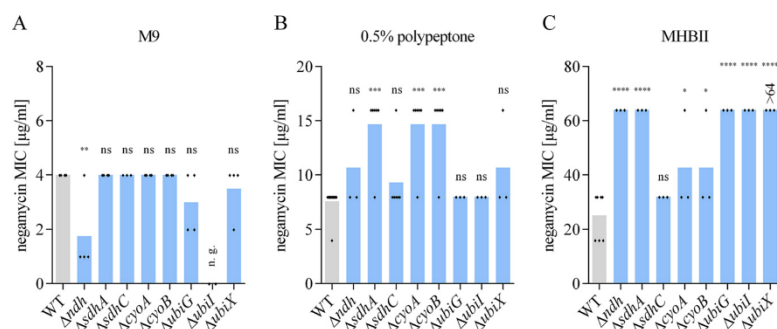 A
M9
negamycin MIC [µg/ml]
8
6
4
2
0
**
ns
ns
ns
ns
ns
n. g.
ns
WT
Δndh
ΔsdhA
ΔsdhC
ΔcyoA
ΔcyoB
ΔubiG
ΔubiI
ΔubiX
B
0.5% polypeptone
negamycin MIC [µg/ml]
20
15
10
5
0
ns
***
ns
***
***
ns
ns
ns
WT
Δndh
ΔsdhA
ΔsdhC
ΔcyoA
ΔcyoB
ΔubiG
ΔubiI
ΔubiX
C
MHBII
negamycin MIC [µg/ml]
80
60
40
20
0
****
****
ns
*
*
****
****
****
>64
WT
Δndh
ΔsdhA
ΔsdhC
ΔcyoA
ΔcyoB
ΔubiG
ΔubiI
ΔubiX